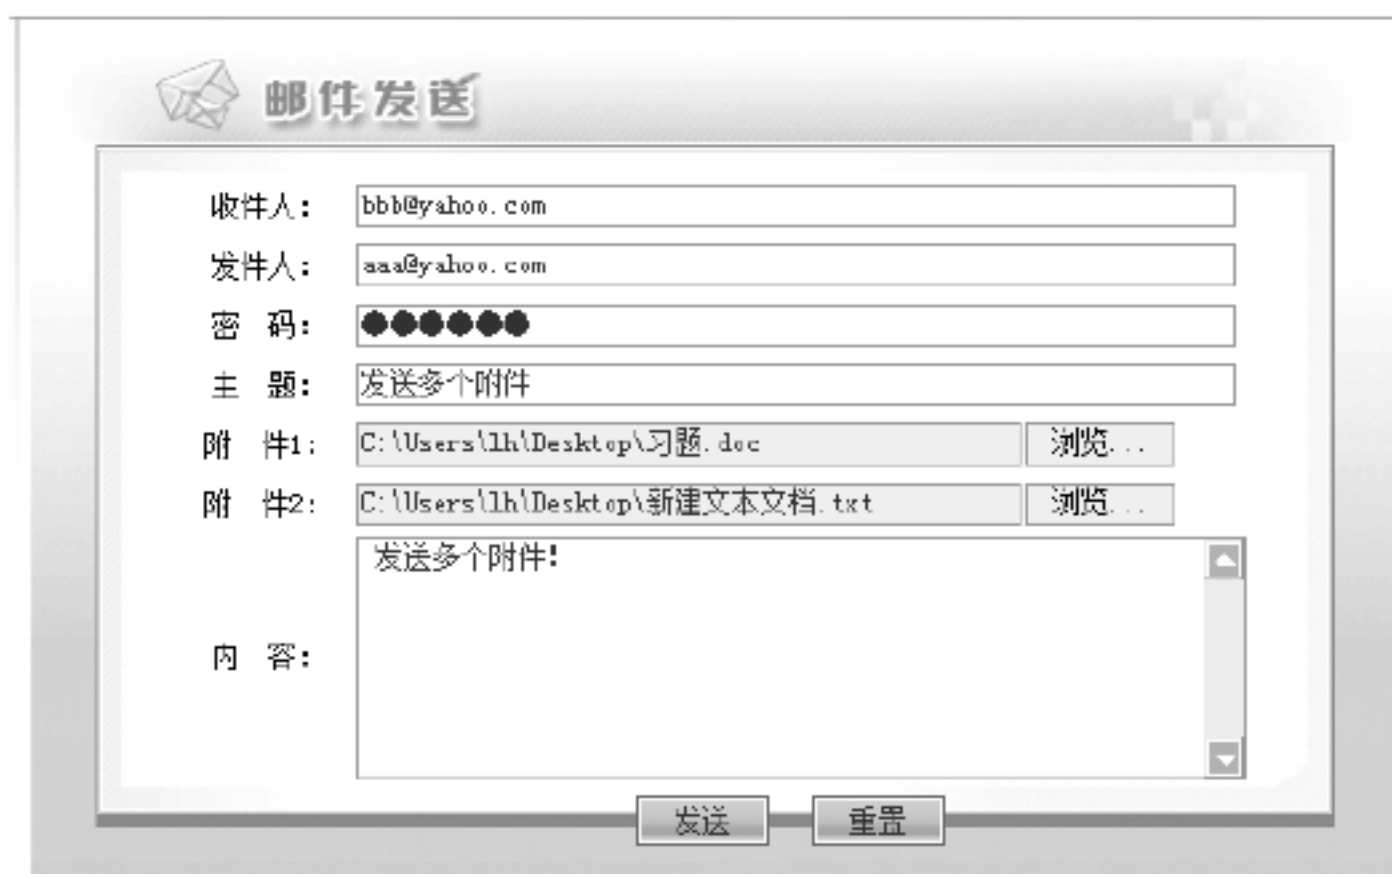 邮件发送
收件人： bbb@yahoo.com
发件人： aaa@yahoo.com
密 码： ●●●●●●
主 题： 发送多个附件
附 件1： C:\Users\lh\Desktop\习题.doc 浏览...
附 件2： C:\Users\lh\Desktop\新建文本文档.txt 浏览...
内 容： 发送多个附件!
发送 重置